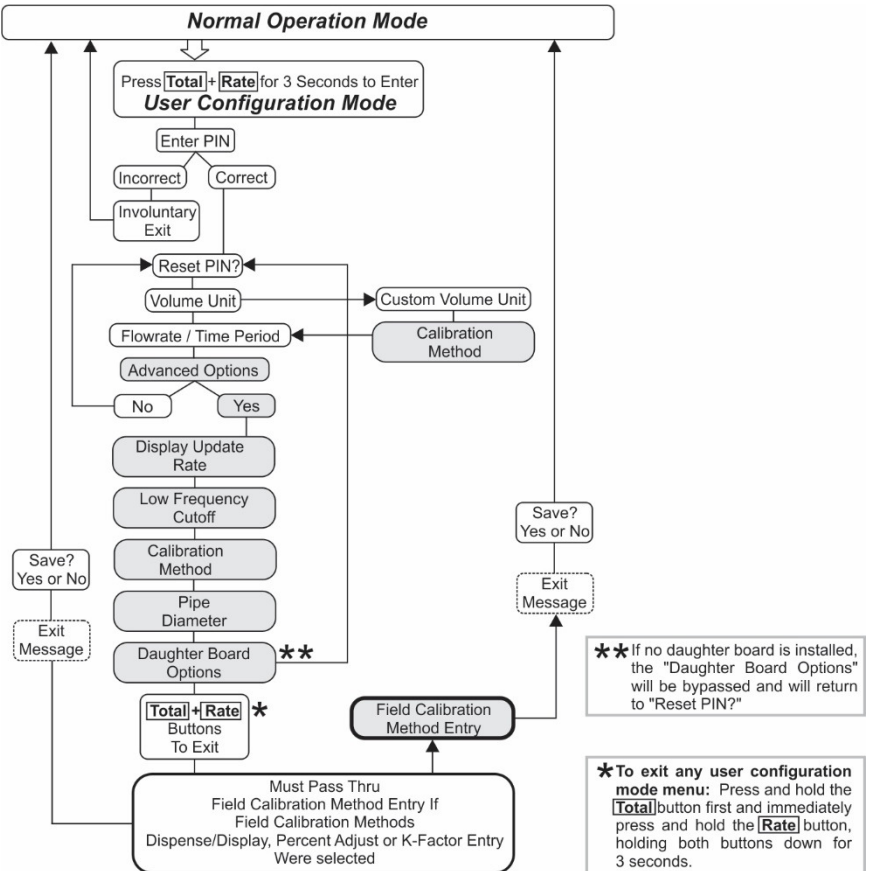 Normal Operation Mode
Press Total + Rate for 3 Seconds to Enter
User Configuration Mode
Enter PIN
Incorrect
Correct
Involuntary
Exit
Reset PIN?
Volume Unit
Custom Volume Unit
Flowrate / Time Period
Calibration
Method
Advanced Options
No
Yes
Display Update
Rate
Low Frequency
Cutoff
Calibration
Method
Pipe
Diameter
Daughter Board
Options
**
Total + Rate
Buttons
To Exit
*
Must Pass Thru
Field Calibration Method Entry If
Field Calibration Methods
Dispense/Display, Percent Adjust or K-Factor Entry
Were selected
Exit
Message
Save?
Yes or No
Field Calibration
Method Entry
Exit
Message
Save?
Yes or No
** If no daughter board is installed,
the "Daughter Board Options"
will be bypassed and will return
to "Reset PIN?"
* To exit any user configuration
mode menu: Press and hold the
Total button first and immediately
press and hold the Rate button,
holding both buttons down for
3 seconds.